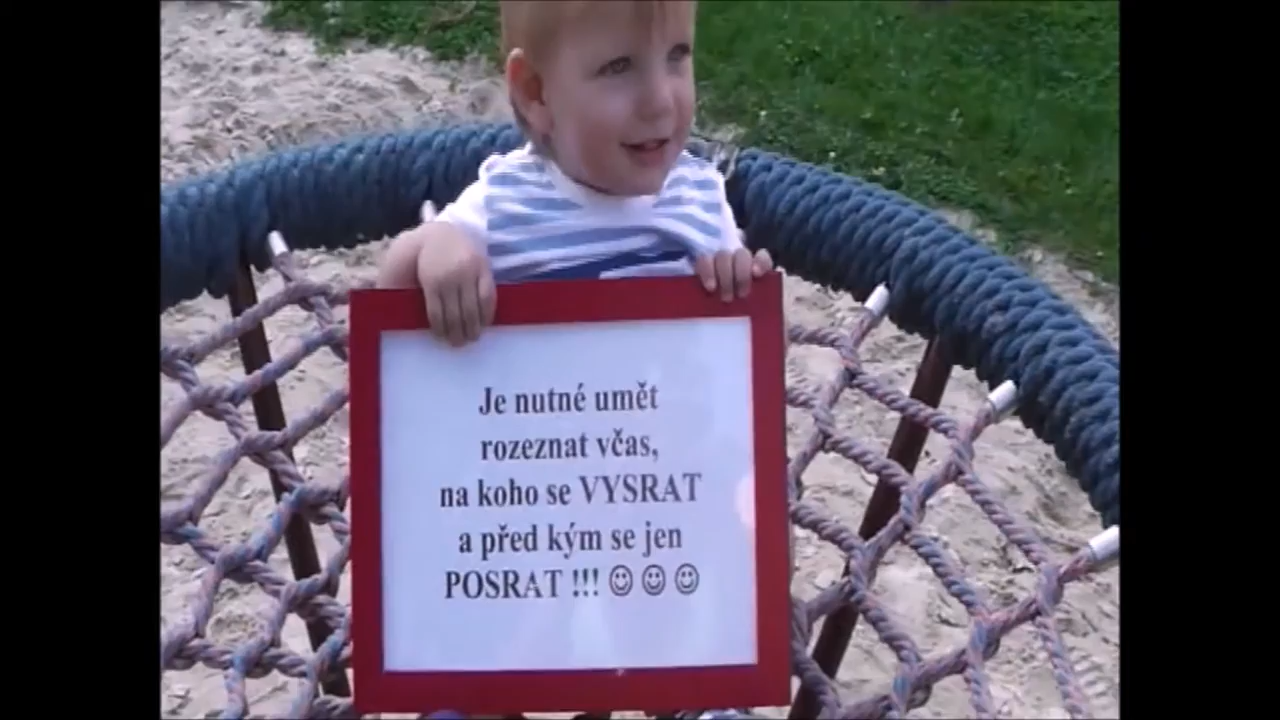 Je nutné umět
rozeznat včas,
na koho se VYSRAT
a před kým se jen
POSRAT !!! ☺ ☺ ☺